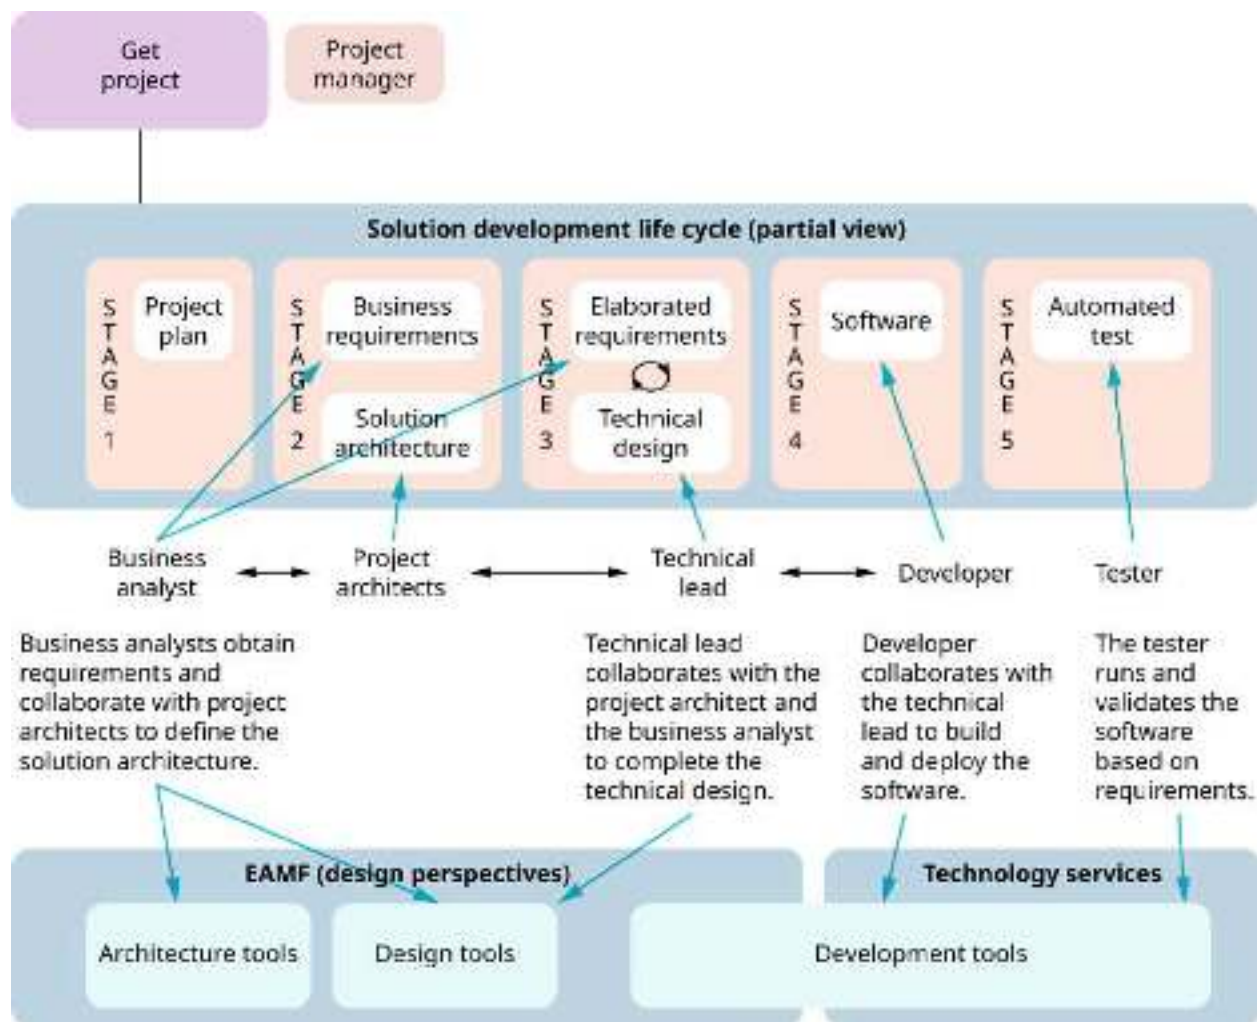 Get
project
Project
manager
Solution development life cycle (partial view)
STAGE 1
Project
plan
STAGE 2
Business
requirements
Solution
architecture
STAGE 3
Elaborated
requirements
Technical
design
STAGE 4
Software
STAGE 5
Automated
test
Business
analyst
Project
architects
Technical
lead
Developer
Tester
Business analysts obtain
requirements and
collaborate with project
architects to define the
solution architecture.
Technical lead
collaborates with the
project architect and
the business analyst
to complete the
technical design.
Developer
collaborates with
the technical
lead to build
and deploy the
software.
The tester
runs and
validates the
software
based on
requirements.
EAMF (design perspectives)
Architecture tools
Design tools
Technology services
Development tools